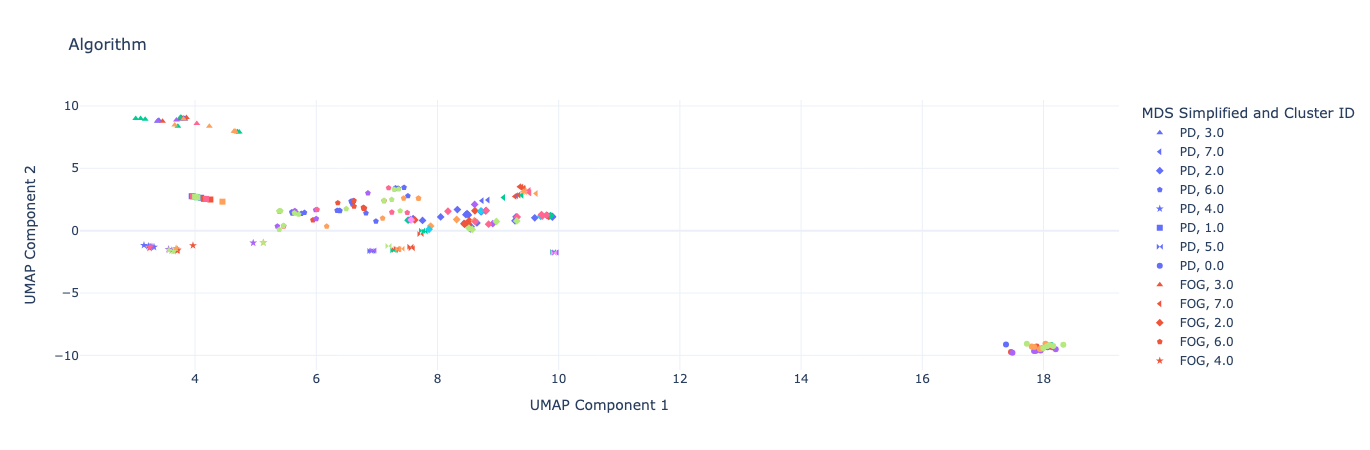 Algorithm
MDS Simplified and Cluster ID
PD, 3.0
PD, 7.0
PD, 2.0
PD, 6.0
PD, 4.0
PD, 1.0
PD, 5.0
PD, 0.0
FOG, 3.0
FOG, 7.0
FOG, 2.0
FOG, 6.0
FOG, 4.0
UMAP Component 2
10
5
0
−5
−10
4 6 8 10 12 14 16 18
UMAP Component 1